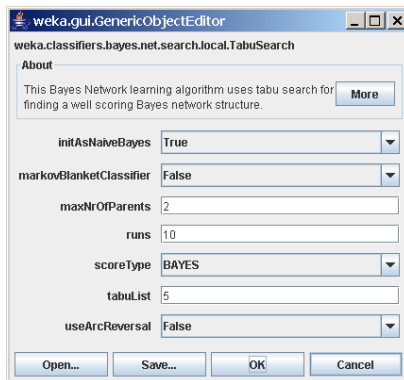 weka.gui.GenericObjectEditor
weka.classifiers.bayes.net.search.local.TabuSearch
About
This Bayes Network learning algorithm uses tabu search for
finding a well scoring Bayes network structure.
More
initAsNaiveBayes True
markovBlanketClassifier False
maxNrOfParents 2
runs 10
scoreType BAYES
tabuList 5
useArcReversal False
Open... Save... OK Cancel